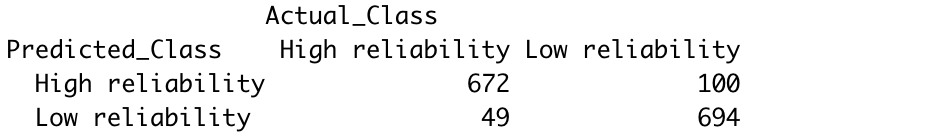 Actual_Class
Predicted_Class High reliability Low reliability
High reliability 672 100
Low reliability 49 694